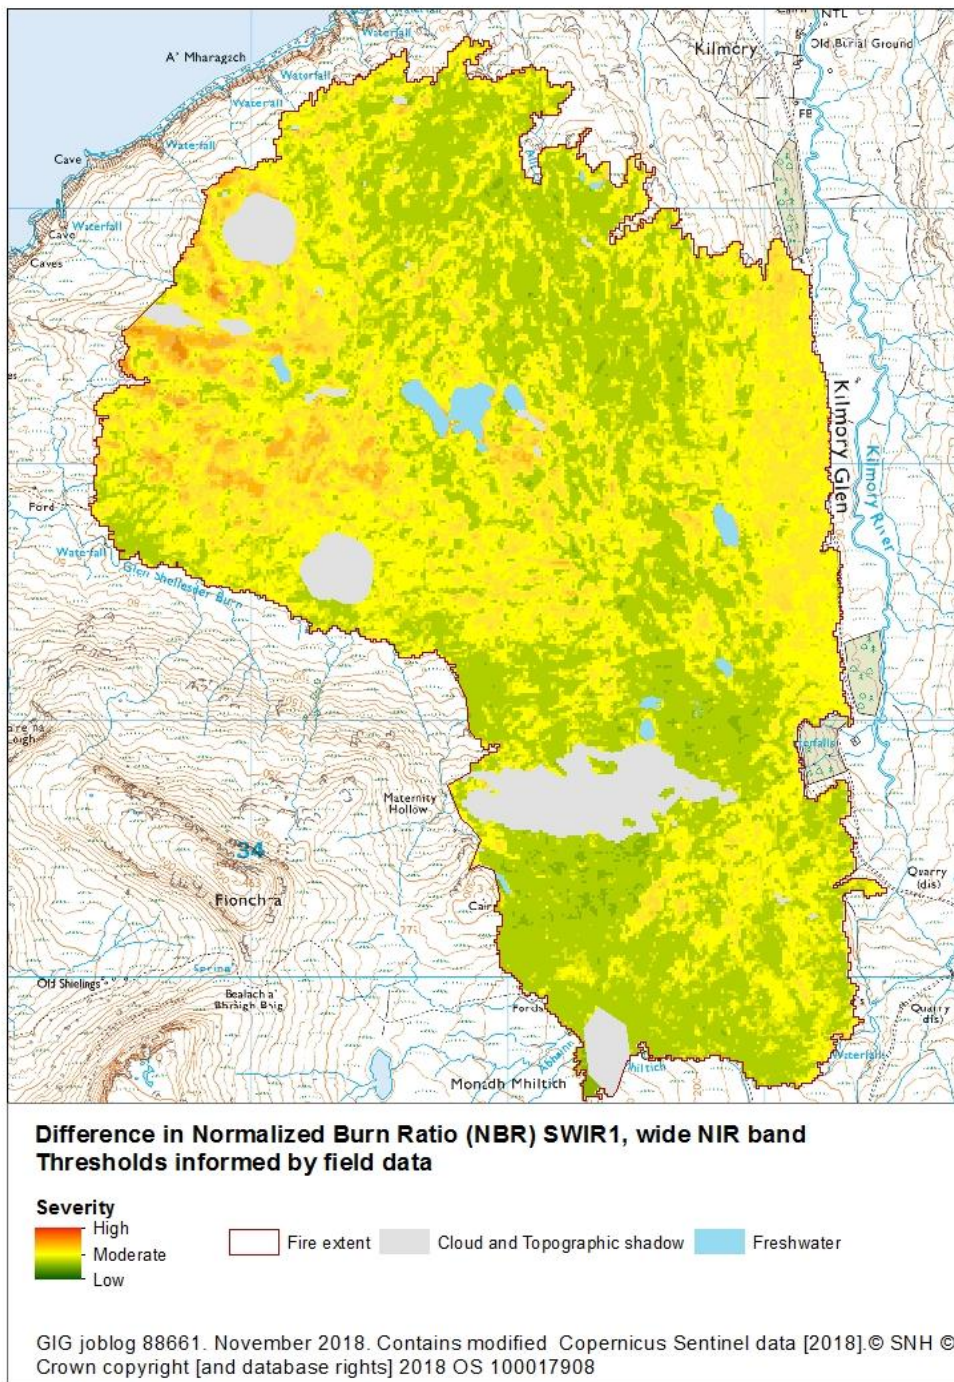 NTL
Kilmory
Old Burial Ground
A' Mharagach
Waterfall
Waterfall
Waterfall
Waterfall
FB
Cave
Waterfall
Cave
Caves
Kilmory Glen
Kilmory River
Ford
Waterfall
Glen Shellesder Burn
Maternity
Hollow
34
Fionchra
Quarry
(dis)
Cairn
Spring
Old Shielings
Bealach a'
Bhraigh Bhig
Fords
Quarry
Abhainn
Waterfall
Monadh Mhiltich
Difference in Normalized Burn Ratio (NBR) SWIR1, wide NIR band
Thresholds informed by field data
Severity
High
Moderate
Low
Fire extent
Cloud and Topographic shadow
Freshwater
GIG joblog 88661. November 2018. Contains modified Copernicus Sentinel data [2018].© SNH ©
Crown copyright [and database rights] 2018 OS 100017908